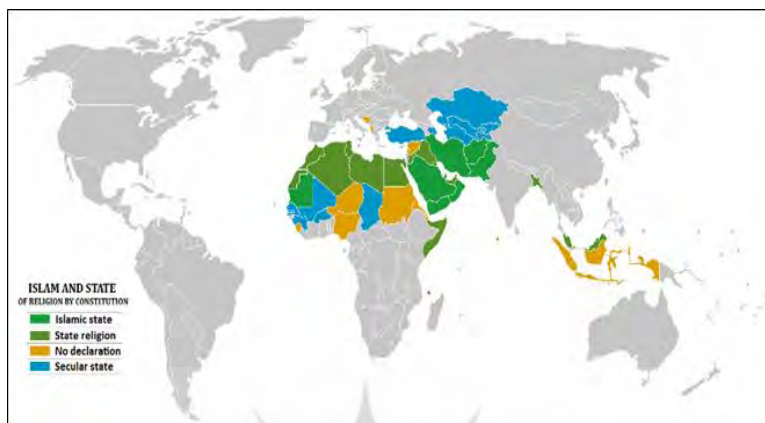 ISLAM AND STATE
OF RELIGION BY CONSTITUTION
Islamic state
State religion
No declaration
Secular state